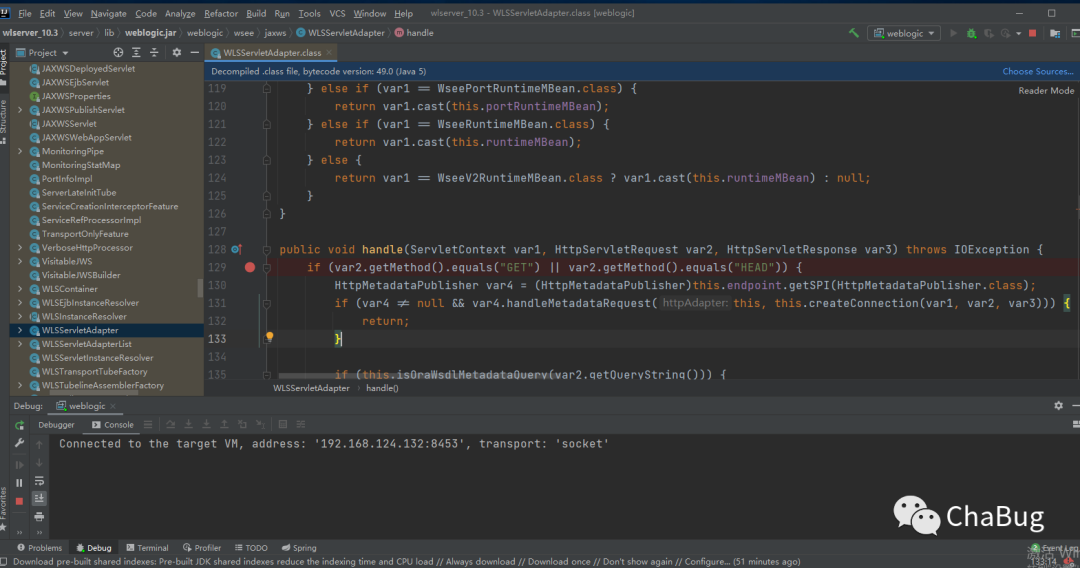 File Edit View Navigate Code Analyze Refactor Build Run Tools VCS Window Help wlserver_10.3 - WLSServletAdapter.class [weblogic]
wlserver_10.3 › server › lib › weblogic.jar › weblogic › wsee › jaxws › WLSServletAdapter › handle weblogic
Project WLSServletAdapter.class
JAXWSDeployedServlet
JAXWSEjbServlet
JAXWSProperties
JAXWSPublishServlet
JAXWSServlet
JAXWSWebAppServlet
MonitoringPipe
MonitoringStatMap
PortInfoImpl
ServerLateInitTube
ServiceCreationInterceptorFeature
ServiceRefProcessorImpl
TransportOnlyFeature
VerboseHttpProcessor
VisitableJWS
VisitableJWSBuilder
WLSContainer
WLSEjbInstanceResolver
WLSInstanceResolver
WLSServletAdapter
WLSServletAdapterList
WLSServletInstanceResolver
WLSTransportTubeFactory
WLSTubelineAssemblerFactory
Project
Structure
Favorites
Decompiled .class file, bytecode version: 49.0 (Java 5) Choose Sources...
Reader Mode
119 } else if (var1 == WseePortRuntimeMBean.class) {
120 return var1.cast(this.portRuntimeMBean);
121 } else if (var1 == WseeRuntimeMBean.class) {
122 return var1.cast(this.runtimeMBean);
123 } else {
124 return var1 == WseeV2RuntimeMBean.class ? var1.cast(this.runtimeMBean) : null;
125 }
126 }
127
128 public void handle(ServletContext var1, HttpServletRequest var2, HttpServletResponse var3) throws IOException {
129 if (var2.getMethod().equals("GET") || var2.getMethod().equals("HEAD")) {
130 HttpMetadataPublisher var4 = (HttpMetadataPublisher)this.endpoint.getSPI(HttpMetadataPublisher.class);
131 if (var4 != null && var4.handleMetadataRequest( httpAdapter: this, this.createConnection(var1, var2, var3))) {
132 return;
133 }
134
135 if (this.isOraWsdlMetadataQuery(var2.getQueryString())) {
WLSServletAdapter › handle()
Debug: weblogic
Debugger Console
Connected to the target VM, address: '192.168.124.132:8453', transport: 'socket'
ChaBug
Problems Debug Terminal Profiler TODO Spring Event Log
Download pre-built shared indexes: Pre-built JDK shared indexes reduce the indexing time and CPU load // Always download // Download once // Don't show again // Configure... (51 minutes ago) 133:14